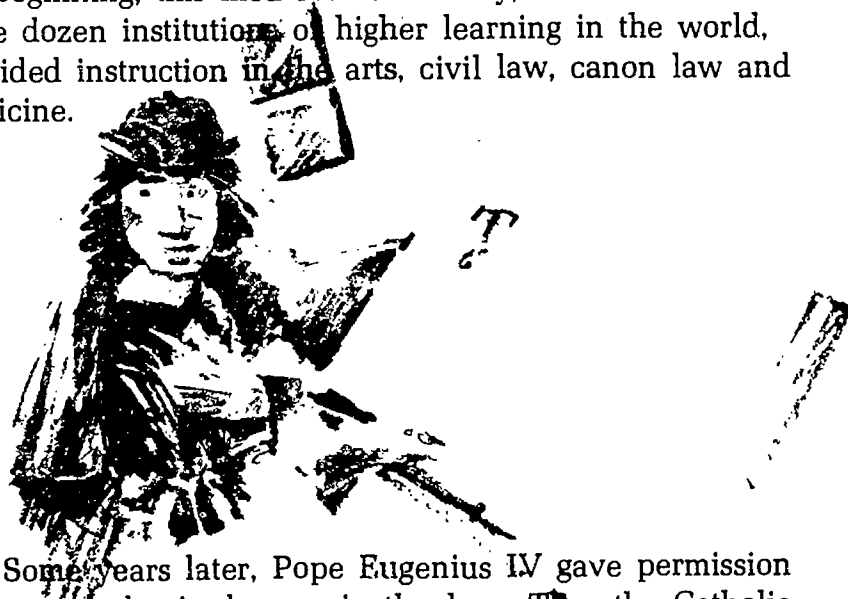 e dozen institutions of higher learning in the world,
ided instruction in the arts, civil law, canon law and
icine.
T
Some years later, Pope Eugenius IV gave permission